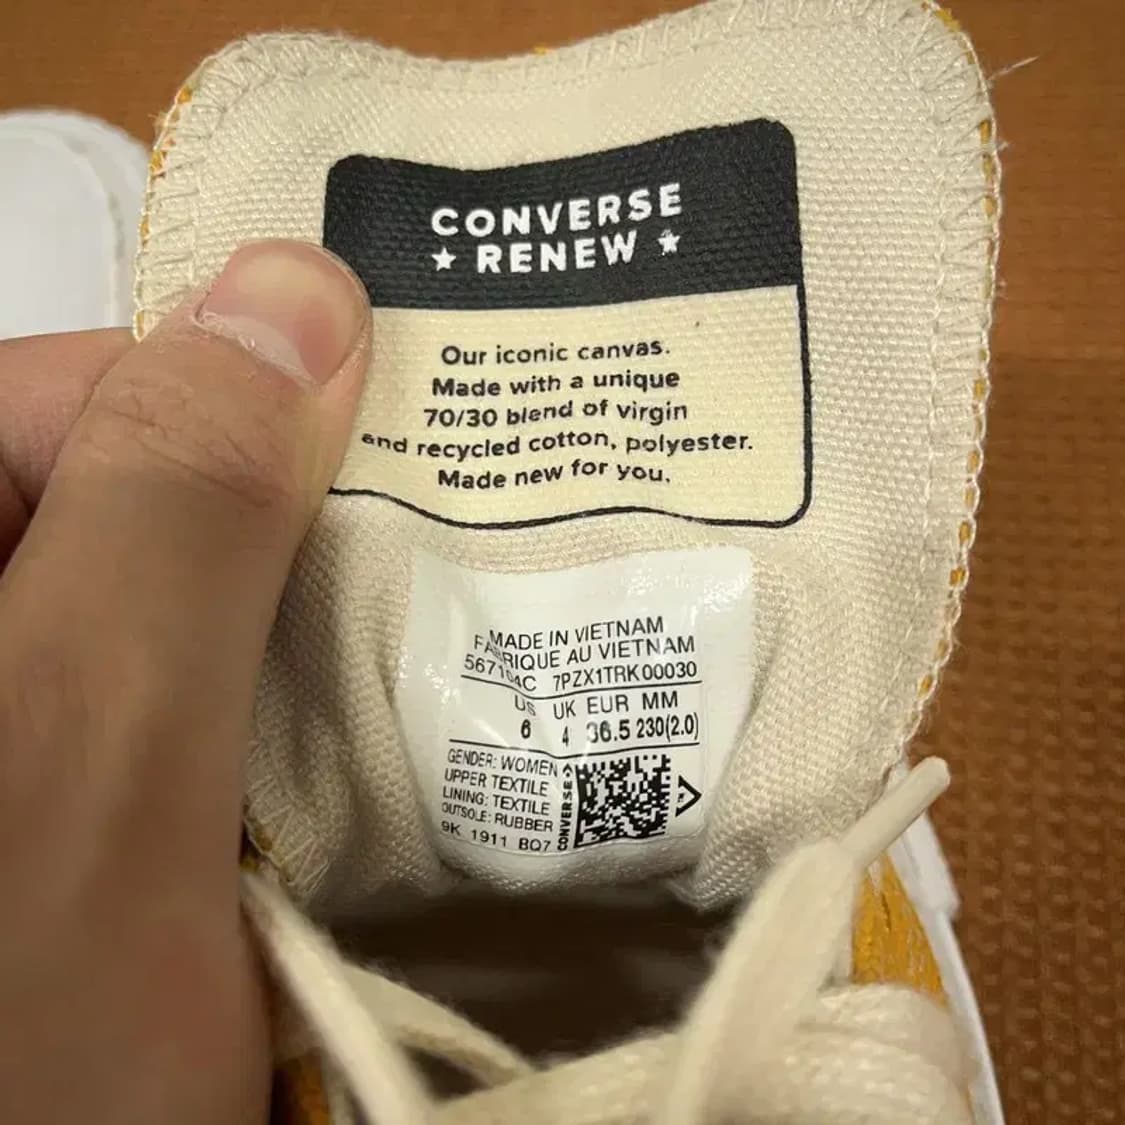 CONVERSE
★ RENEW ★
Our iconic canvas.
Made with a unique
70/30 blend of virgin
and recycled cotton, polyester.
Made new for you.
MADE IN VIETNAM
FABRIQUE AU VIETNAM
7PZX1TRK00030
US UK EUR MM
6 4 36.5 230(2.0)
GENDER: WOMEN
UPPER TEXTILE
LINING: TEXTILE
OUTSOLE: RUBBER
9K 1911 BQ7
CONVERSE